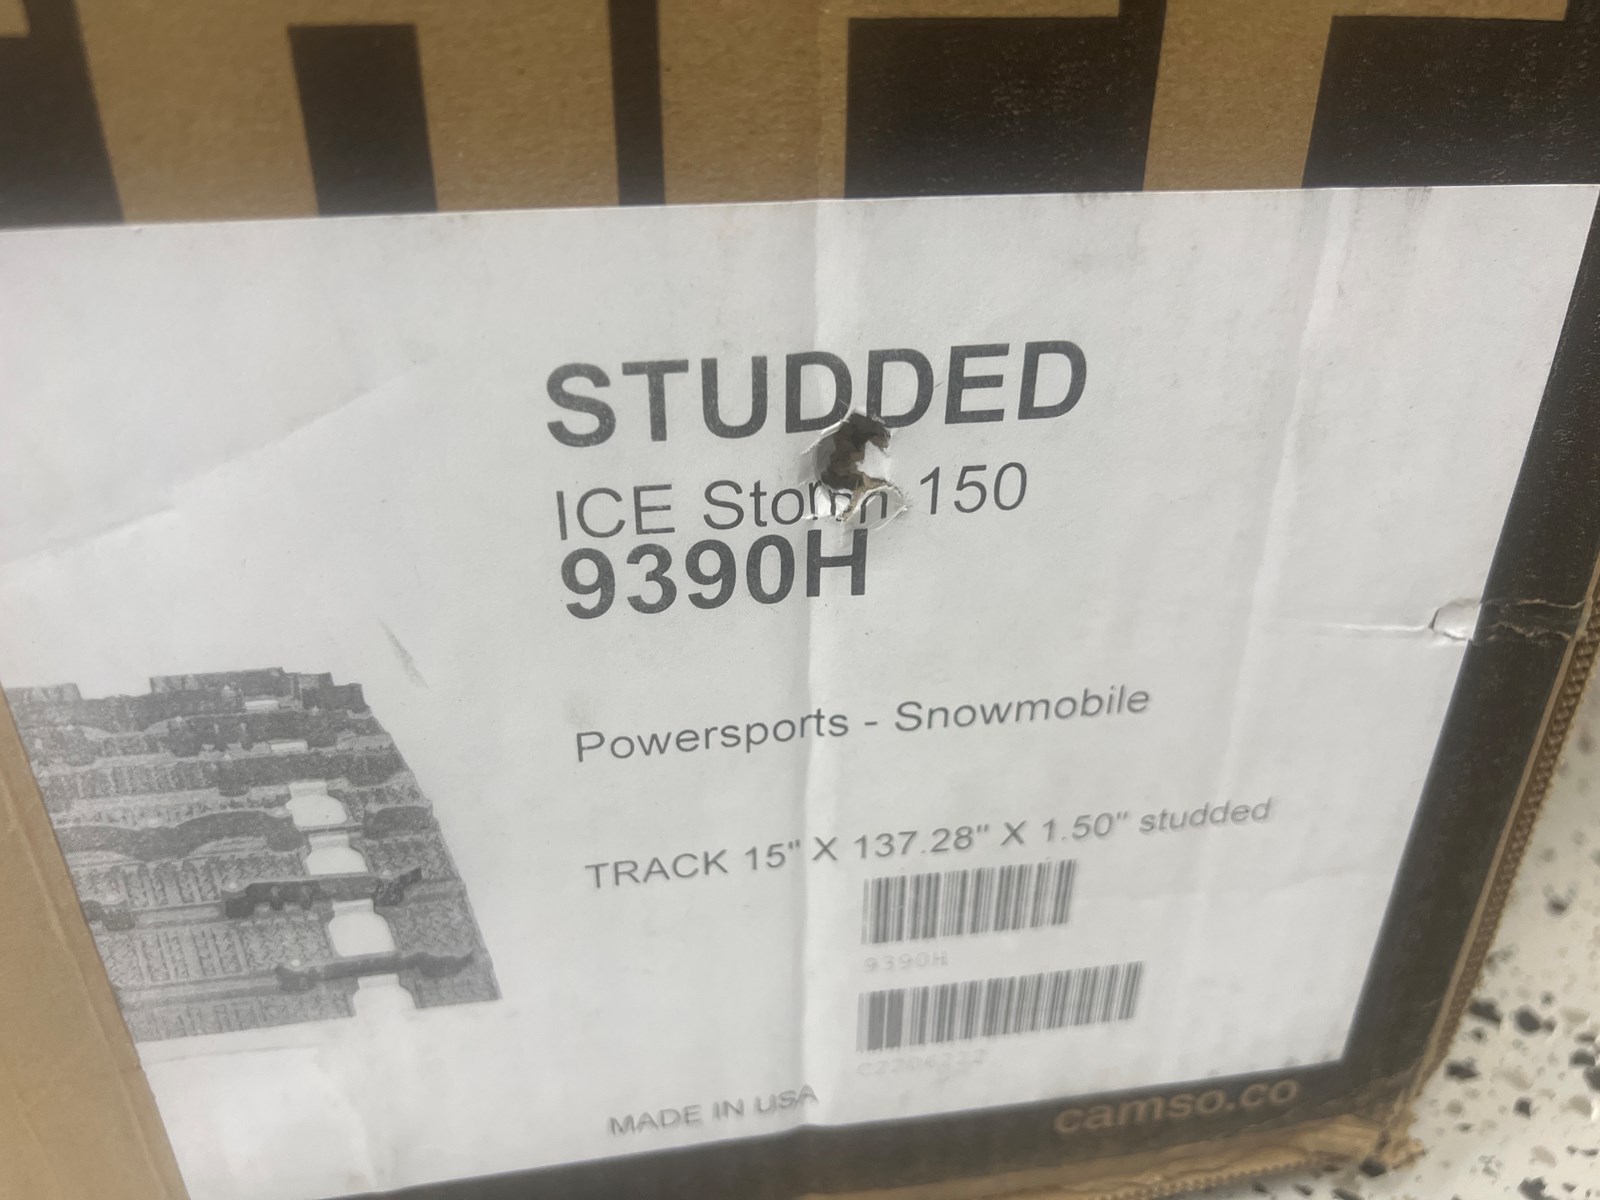 STUDDED
ICE Storm 150
9390H
Powersports - Snowmobile
TRACK 15" X 137.28" X 1.50" studded
9390H
MADE IN USA
camso.co